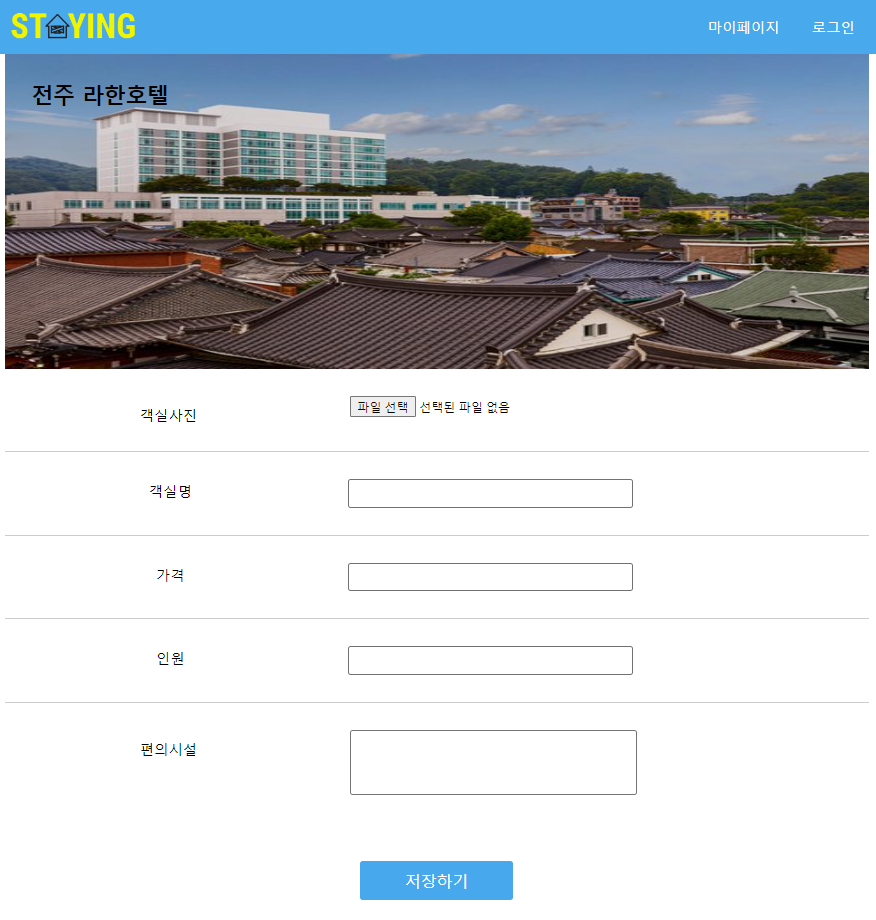 STAYING
마이페이지 로그인
전주 라한호텔
객실사진 파일 선택 선택된 파일 없음
객실명
가격
인원
편의시설
저장하기